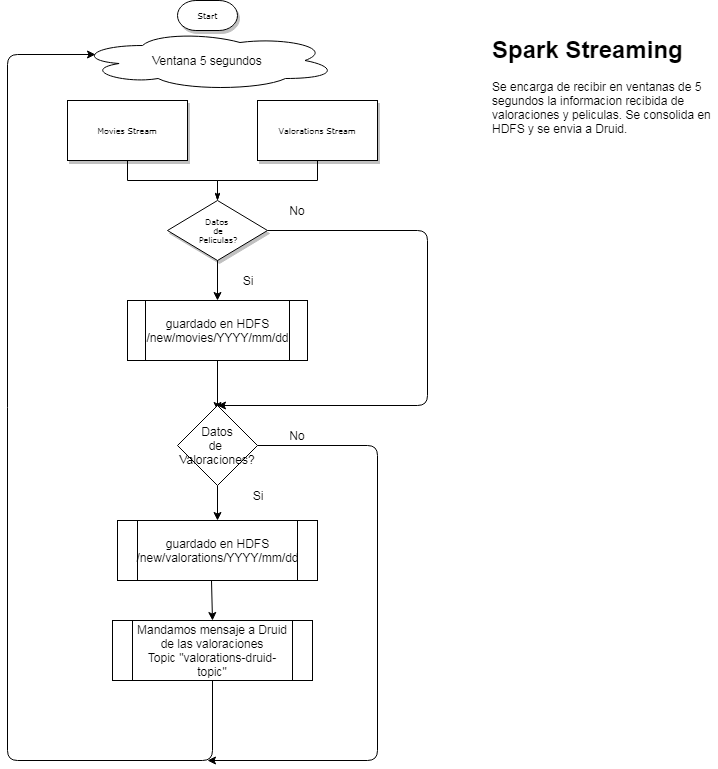 Start
Ventana 5 segundos
Spark Streaming
Se encarga de recibir en ventanas de 5
segundos la informacion recibida de
valoraciones y peliculas. Se consolida en
HDFS y se envia a Druid.
Movies Stream
Valorations Stream
Datos
de
Peliculas?
No
Si
guardado en HDFS
/new/movies/YYYY/mm/dd
Datos
de
Valoraciones?
No
Si
guardado en HDFS
/new/valorations/YYYY/mm/dd
Mandamos mensaje a Druid
de las valoraciones
Topic "valorations-druid-
topic"